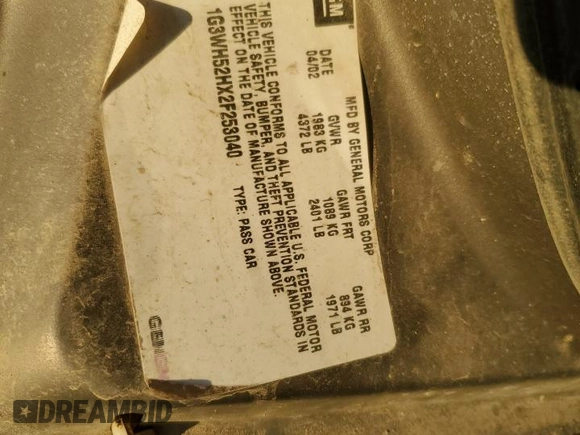 GM
MFD BY GENERAL MOTORS CORP
DATE GVWR GAWR FRT GAWR RR
04/02 1983 KG 1089 KG 894 KG
4372 LB 2401 LB 1971 LB
THIS VEHICLE CONFORMS TO ALL APPLICABLE U.S. FEDERAL MOTOR
VEHICLE SAFETY, BUMPER, AND THEFT PREVENTION STANDARDS IN
EFFECT ON THE DATE OF MANUFACTURE SHOWN ABOVE.
1G3WH52HX2F253040 TYPE: PASS CAR
DREAMBID